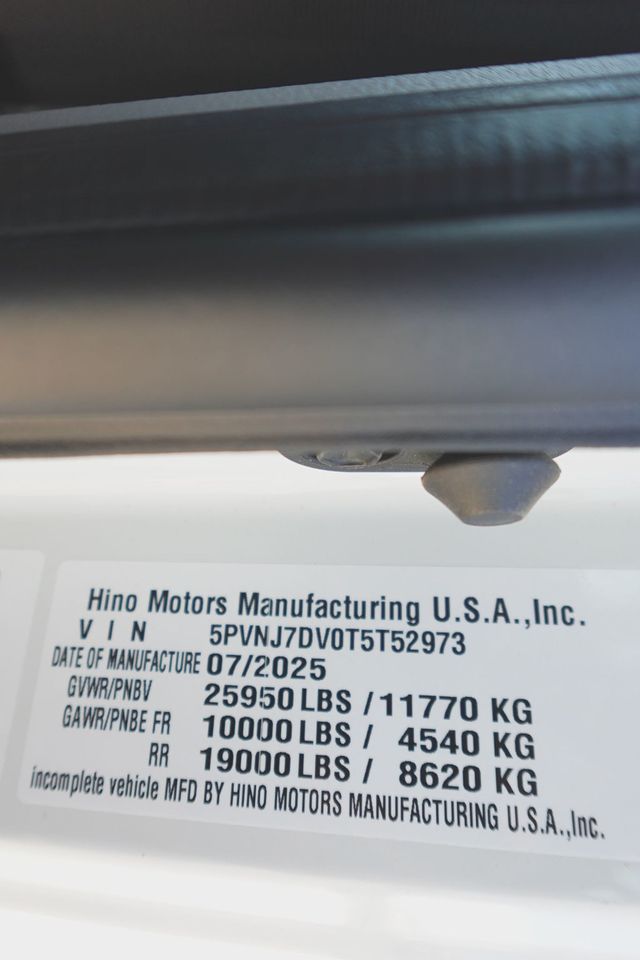 Hino Motors Manufacturing U.S.A.,Inc.
V I N 5PVNJ7DV0T5T52973
DATE OF MANUFACTURE 07/2025
GVWR/PNBV 25950 LBS / 11770 KG
GAWR/PNBE FR 10000 LBS / 4540 KG
RR 19000 LBS / 8620 KG
incomplete vehicle MFD BY HINO MOTORS MANUFACTURING U.S.A.,Inc.